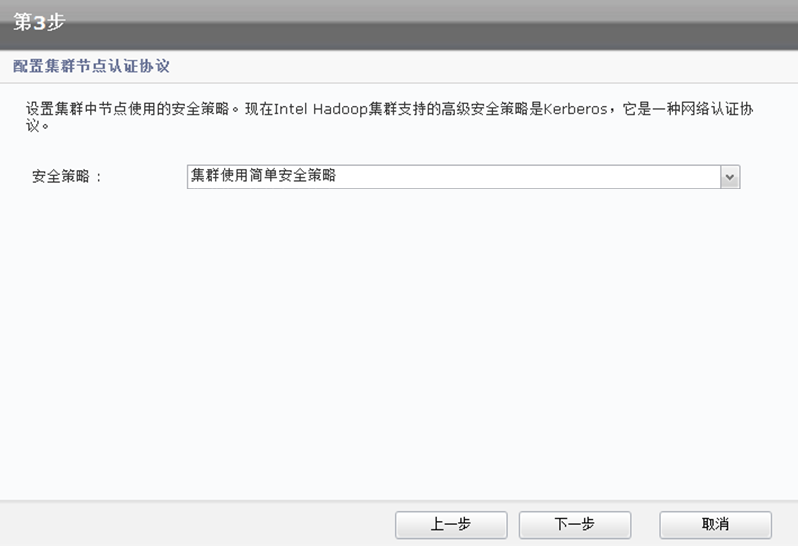 第3步
配置集群节点认证协议
设置集群中节点使用的安全策略。现在Intel Hadoop集群支持的高级安全策略是Kerberos，它是一种网络认证协
议。
安全策略：
集群使用简单安全策略
上一步
下一步
取消